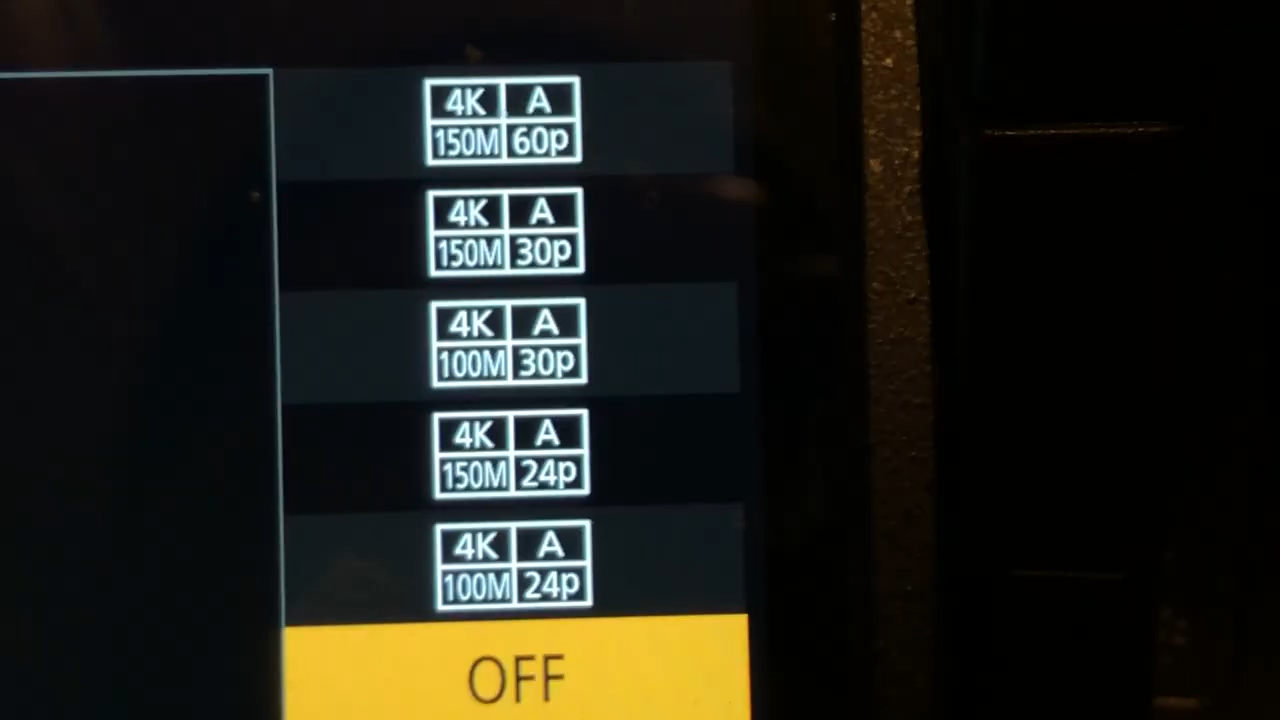 4K A
150M 60p
4K A
150M 30p
4K A
100M 30p
4K A
150M 24p
4K A
100M 24p
OFF